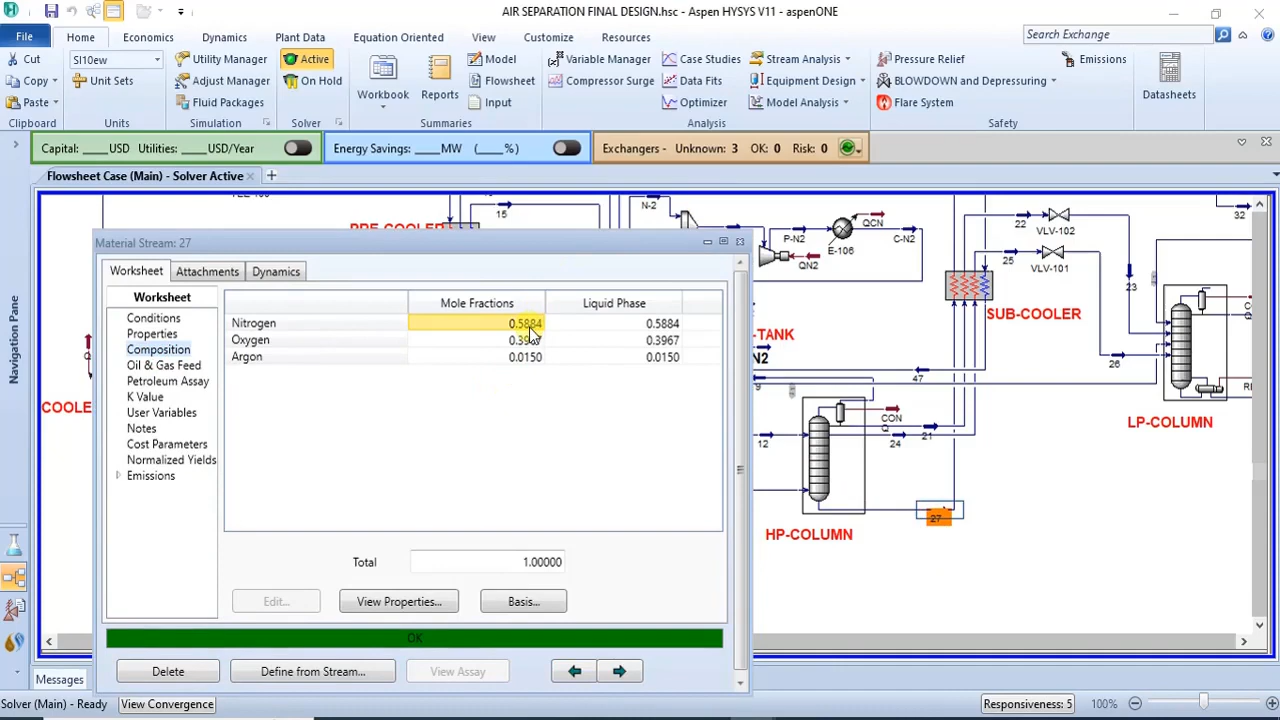 AIR SEPARATION FINAL DESIGN.hsc - Aspen HYSYS V11 - aspenONE
File
Home
Economics
Dynamics
Plant Data
Equation Oriented
View
Customize
Resources
Search Exchange
Cut
Copy
Paste
Clipboard
SI10ew
Unit Sets
Units
Utility Manager
Adjust Manager
Fluid Packages
Simulation
Active
On Hold
Solver
Workbook
Reports
Model
Flowsheet
Input
Summaries
Variable Manager
Compressor Surge
Case Studies
Data Fits
Optimizer
Stream Analysis
Equipment Design
Model Analysis
Analysis
Pressure Relief
BLOWDOWN and Depressuring
Flare System
Emissions
Safety
Datasheets
Capital: ____USD Utilities: ____USD/Year
Energy Savings: ____MW (____%)
Exchangers - Unknown: 3 OK: 0 Risk: 0
Flowsheet Case (Main) - Solver Active
Navigation Pane
15
N-2
P-N2
QN2
QCN
E-106
C-N2
22
VLV-102
25
VLV-101
32
23
SUB-COOLER
26
LP-COLUMN
-TANK
N2
47
9
12
CON
Q
21
24
27
HP-COLUMN
COOLE
Material Stream: 27
Worksheet
Attachments
Dynamics
Worksheet
Conditions
Properties
Composition
Oil & Gas Feed
Petroleum Assay
K Value
User Variables
Notes
Cost Parameters
Normalized Yields
Emissions
Mole Fractions Liquid Phase
Nitrogen 0.5884 0.5884
Oxygen 0.3967 0.3967
Argon 0.0150 0.0150
Total 1.00000
Edit...
View Properties...
Basis...
OK
Delete
Define from Stream...
View Assay
Messages
Solver (Main) - Ready
View Convergence
Responsiveness: 5
100%